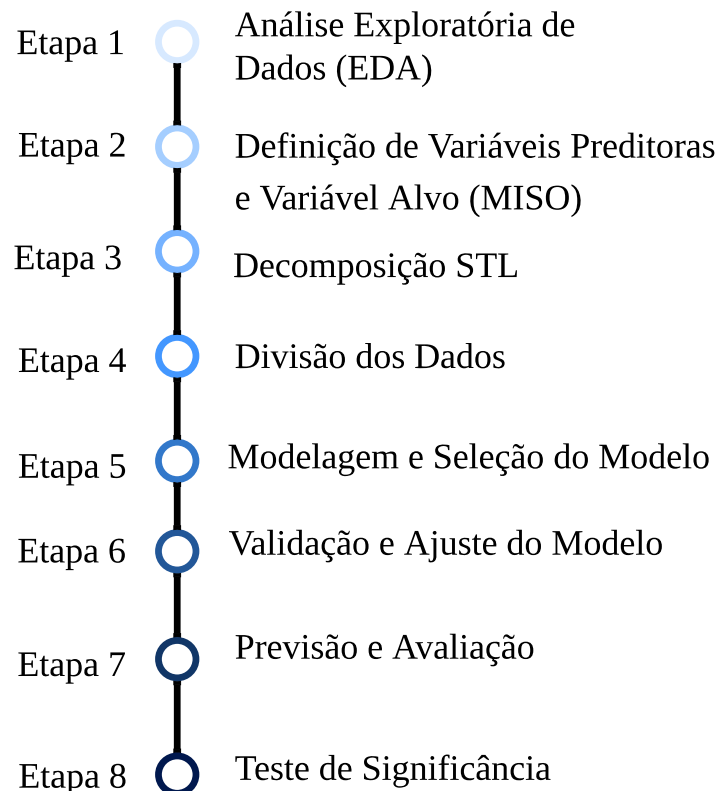 Etapa 1
Análise Exploratória de
Dados (EDA)
Etapa 2
Definição de Variáveis Preditoras
e Variável Alvo (MISO)
Etapa 3
Decomposição STL
Etapa 4
Divisão dos Dados
Etapa 5
Modelagem e Seleção do Modelo
Etapa 6
Validação e Ajuste do Modelo
Etapa 7
Previsão e Avaliação
Etapa 8
Teste de Significância